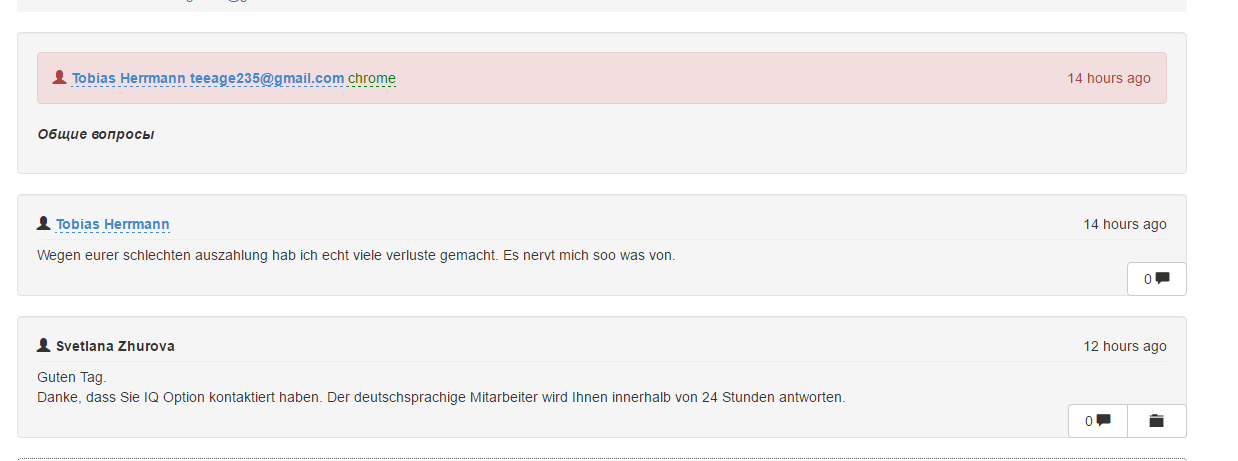 Tobias Herrmann teeage235@gmail.com chrome 14 hours ago
Общие вопросы
Tobias Herrmann 14 hours ago
Wegen eurer schlechten auszahlung hab ich echt viele verluste gemacht. Es nervt mich soo was von.
0
Svetlana Zhurova 12 hours ago
Guten Tag.
Danke, dass Sie IQ Option kontaktiert haben. Der deutschsprachige Mitarbeiter wird Ihnen innerhalb von 24 Stunden antworten.
0